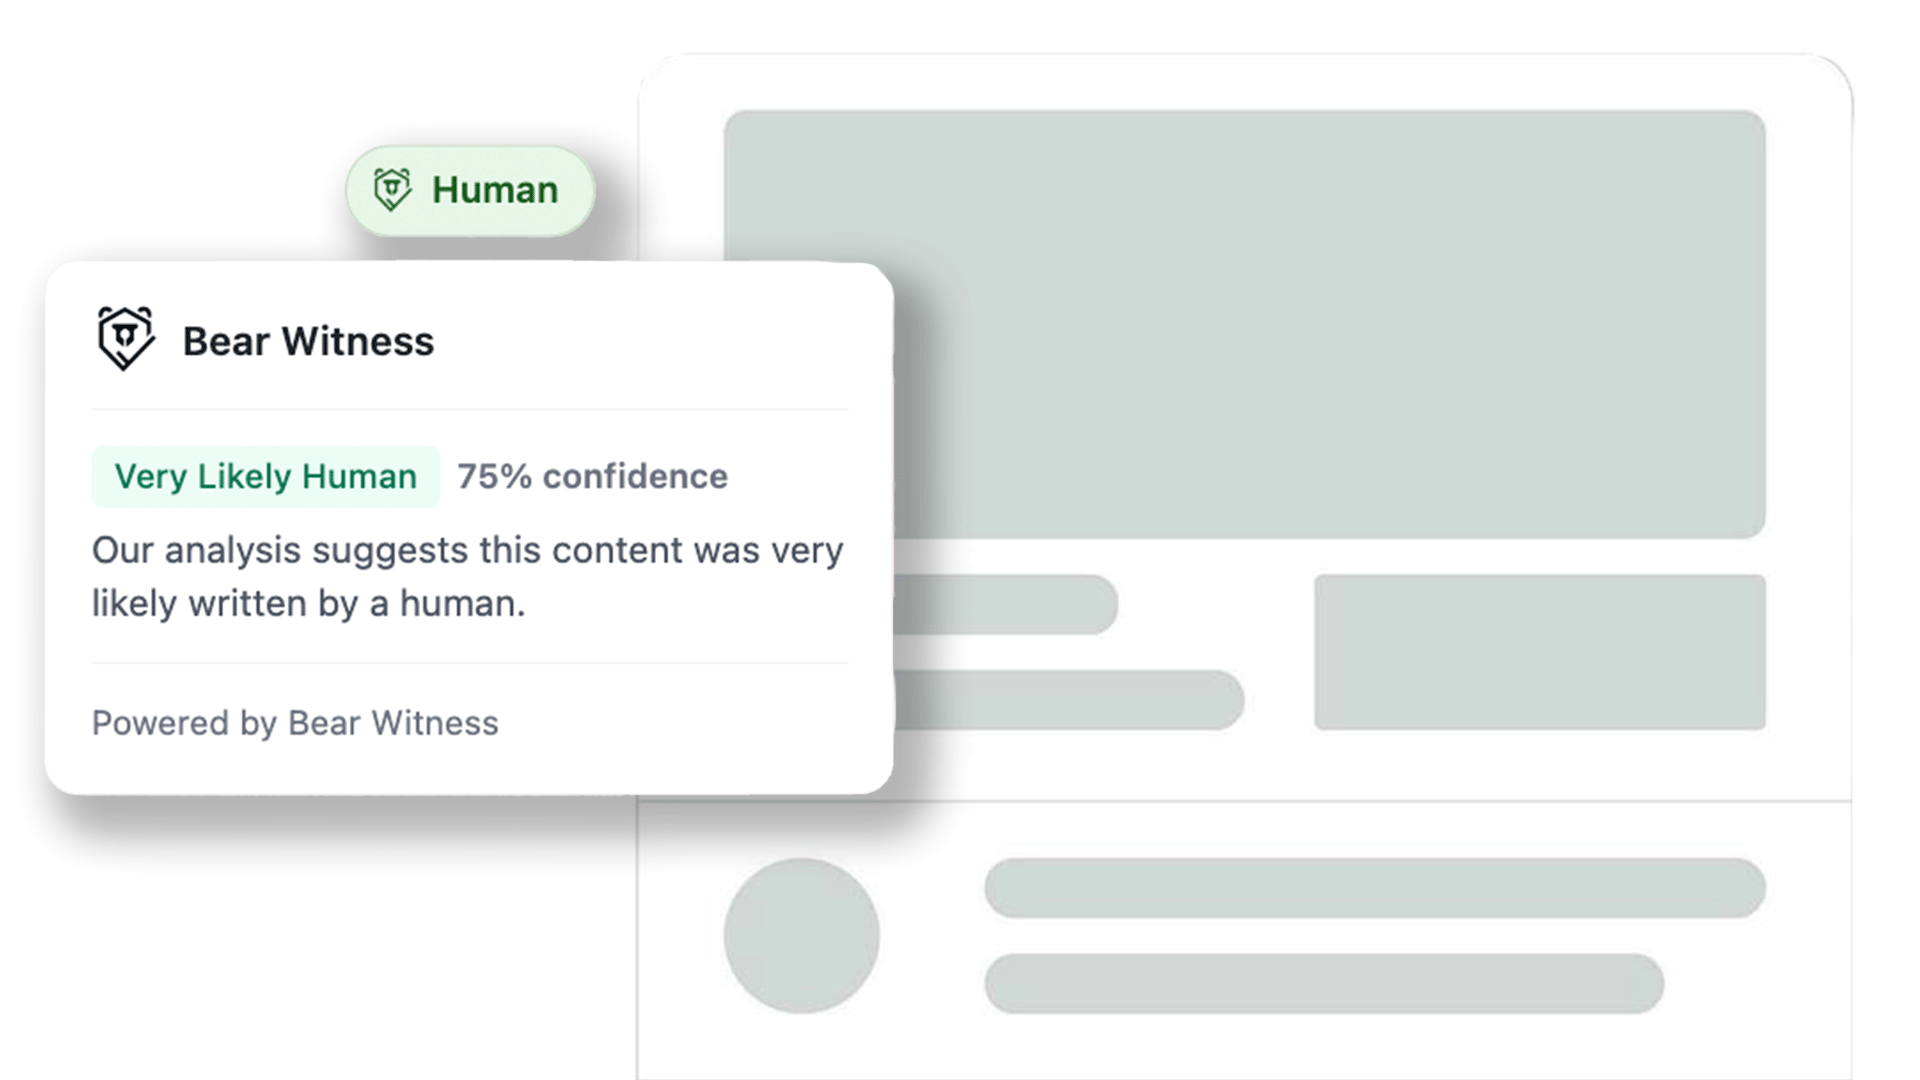 Human
Bear Witness
Very Likely Human 75% confidence
Our analysis suggests this content was very
likely written by a human.
Powered by Bear Witness